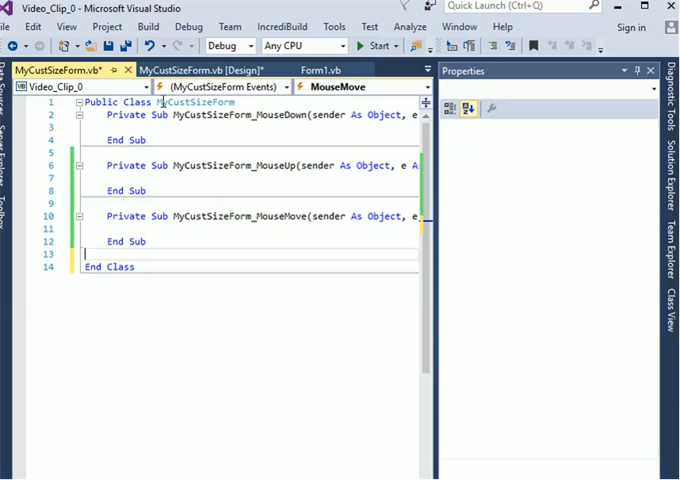 Video_Clip_0 - Microsoft Visual Studio
Quick Launch (Ctrl+Q)
File Edit View Project Build Debug Team IncrediBuild Tools Test Analyze Window Help Sign in
Debug Any CPU Start
MyCustSizeForm.vb* MyCustSizeForm.vb [Design]* Form1.vb
Video_Clip_0 (MyCustSizeForm Events) MouseMove
1 Public Class MyCustSizeForm
2 Private Sub MyCustSizeForm_MouseDown(sender As Object, e
3
4 End Sub
5
6 Private Sub MyCustSizeForm_MouseUp(sender As Object, e As
7
8 End Sub
9
10 Private Sub MyCustSizeForm_MouseMove(sender As Object, e
11
12 End Sub
13
14 End Class
Properties
Data Sources
Server Explorer
Toolbox
Diagnostic Tools
Solution Explorer
Team Explorer
Class View